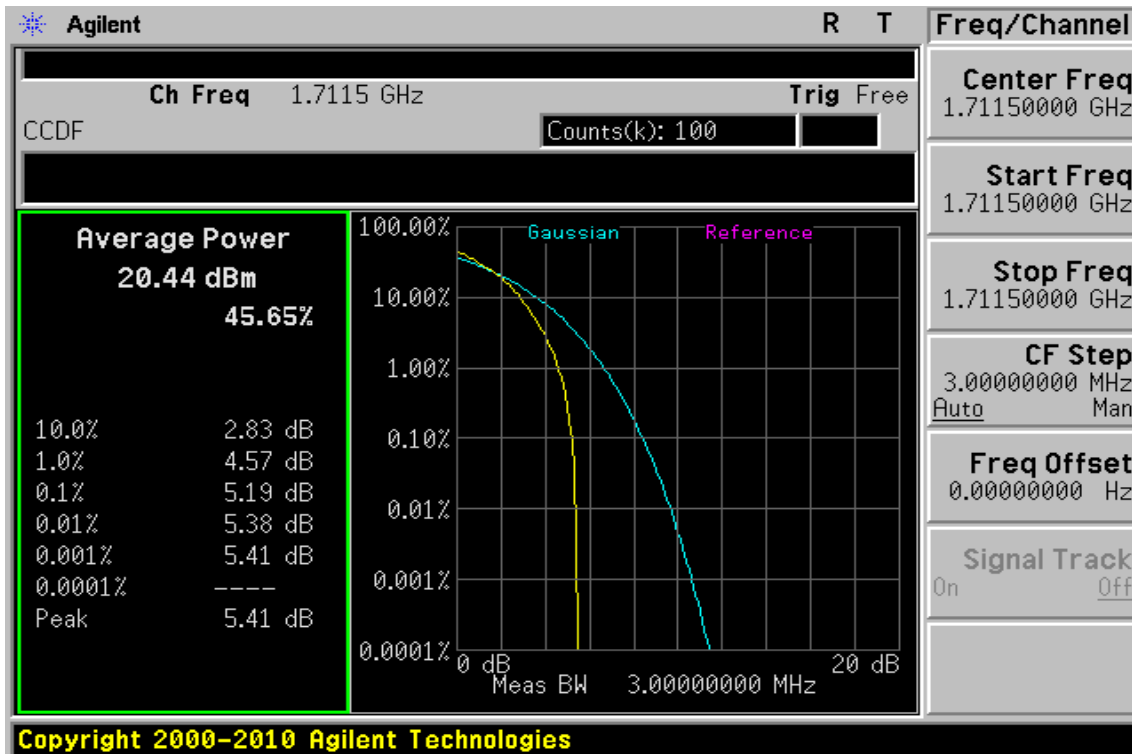 Agilent R T
Ch Freq 1.7115 GHz Trig Free
CCDF Counts(k): 100
Average Power
20.44 dBm
45.65%
10.0% 2.83 dB
1.0% 4.57 dB
0.1% 5.19 dB
0.01% 5.38 dB
0.001% 5.41 dB
0.0001% ----
Peak 5.41 dB
Gaussian Reference
100.00%
10.00%
1.00%
0.10%
0.01%
0.001%
0.0001%
0 dB 20 dB
Meas BW 3.00000000 MHz
Freq/Channel
Center Freq
1.71150000 GHz
Start Freq
1.71150000 GHz
Stop Freq
1.71150000 GHz
CF Step
3.00000000 MHz
Auto Man
Freq Offset
0.00000000 Hz
Signal Track
On Off
Copyright 2000-2010 Agilent Technologies